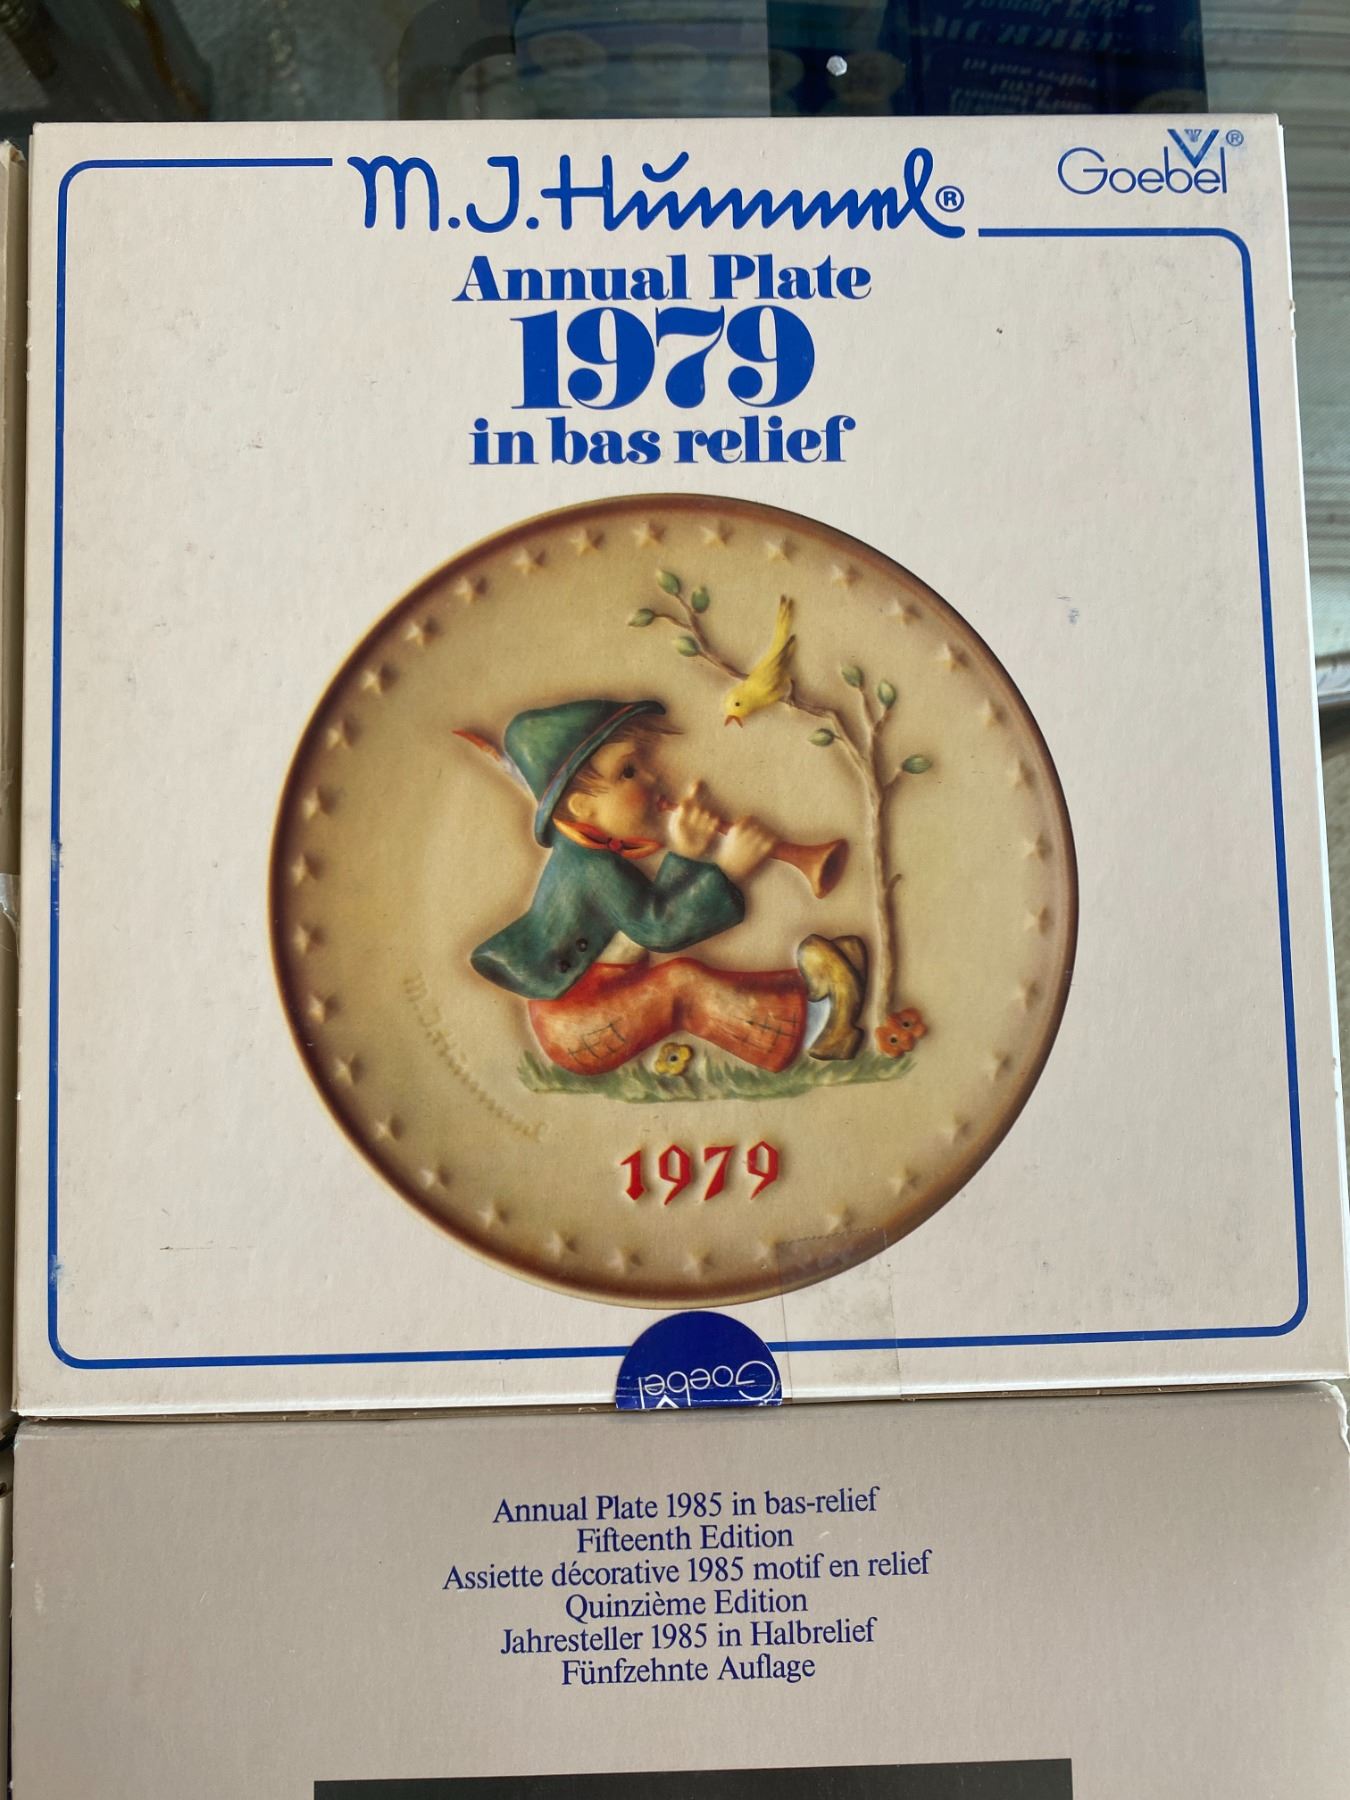 M.J.Hummel®
Goebel®
Annual Plate
1979
in bas relief
M.J.Hummel
1979
Goebel
Annual Plate 1985 in bas-relief
Fifteenth Edition
Assiette décorative 1985 motif en relief
Quinzième Edition
Jahresteller 1985 in Halbrelief
Fünfzehnte Auflage